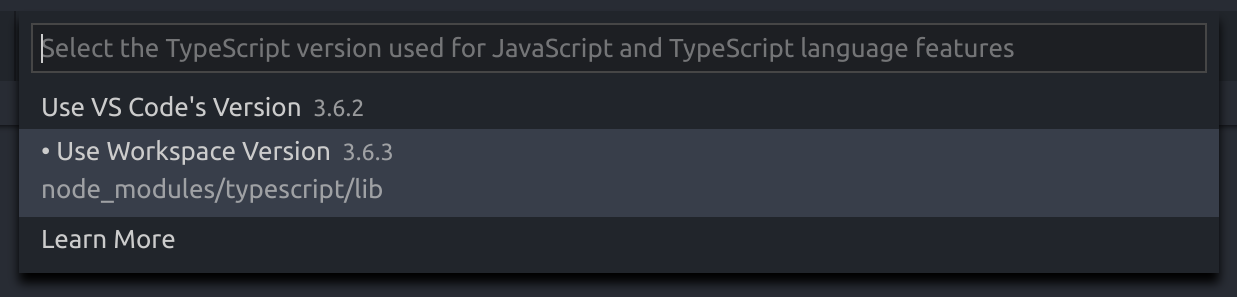 Select the TypeScript version used for JavaScript and TypeScript language features
Use VS Code's Version 3.6.2
• Use Workspace Version 3.6.3
node_modules/typescript/lib
Learn More